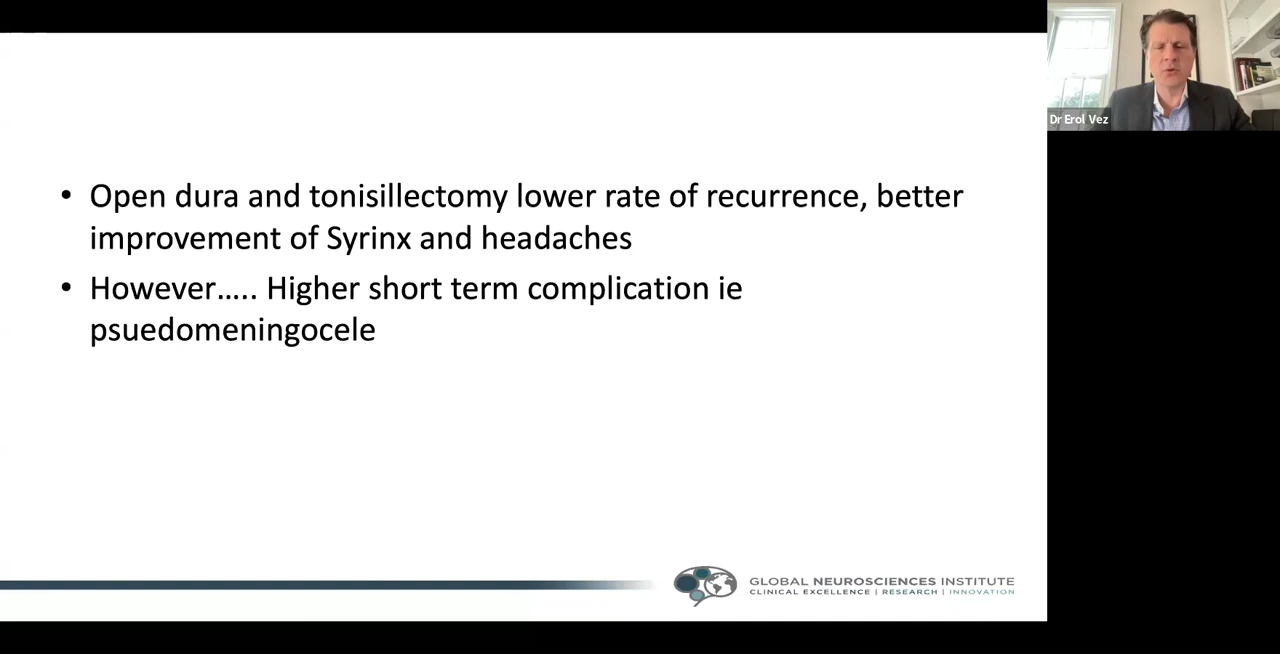 Dr Erol Vez
• Open dura and tonisillectomy lower rate of recurrence, better
improvement of Syrinx and headaches
• However..... Higher short term complication ie
psuedomeningocele
GLOBAL NEUROSCIENCES INSTITUTE
CLINICAL EXCELLENCE | RESEARCH | INNOVATION